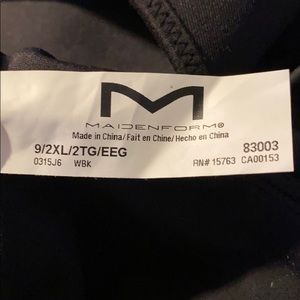 M
MAIDENFORM®
Made in China/Fait en Chine/Hecho en China
9/2XL/2TG/EEG 83003
0315J6 WBK RN# 15763 CA00153